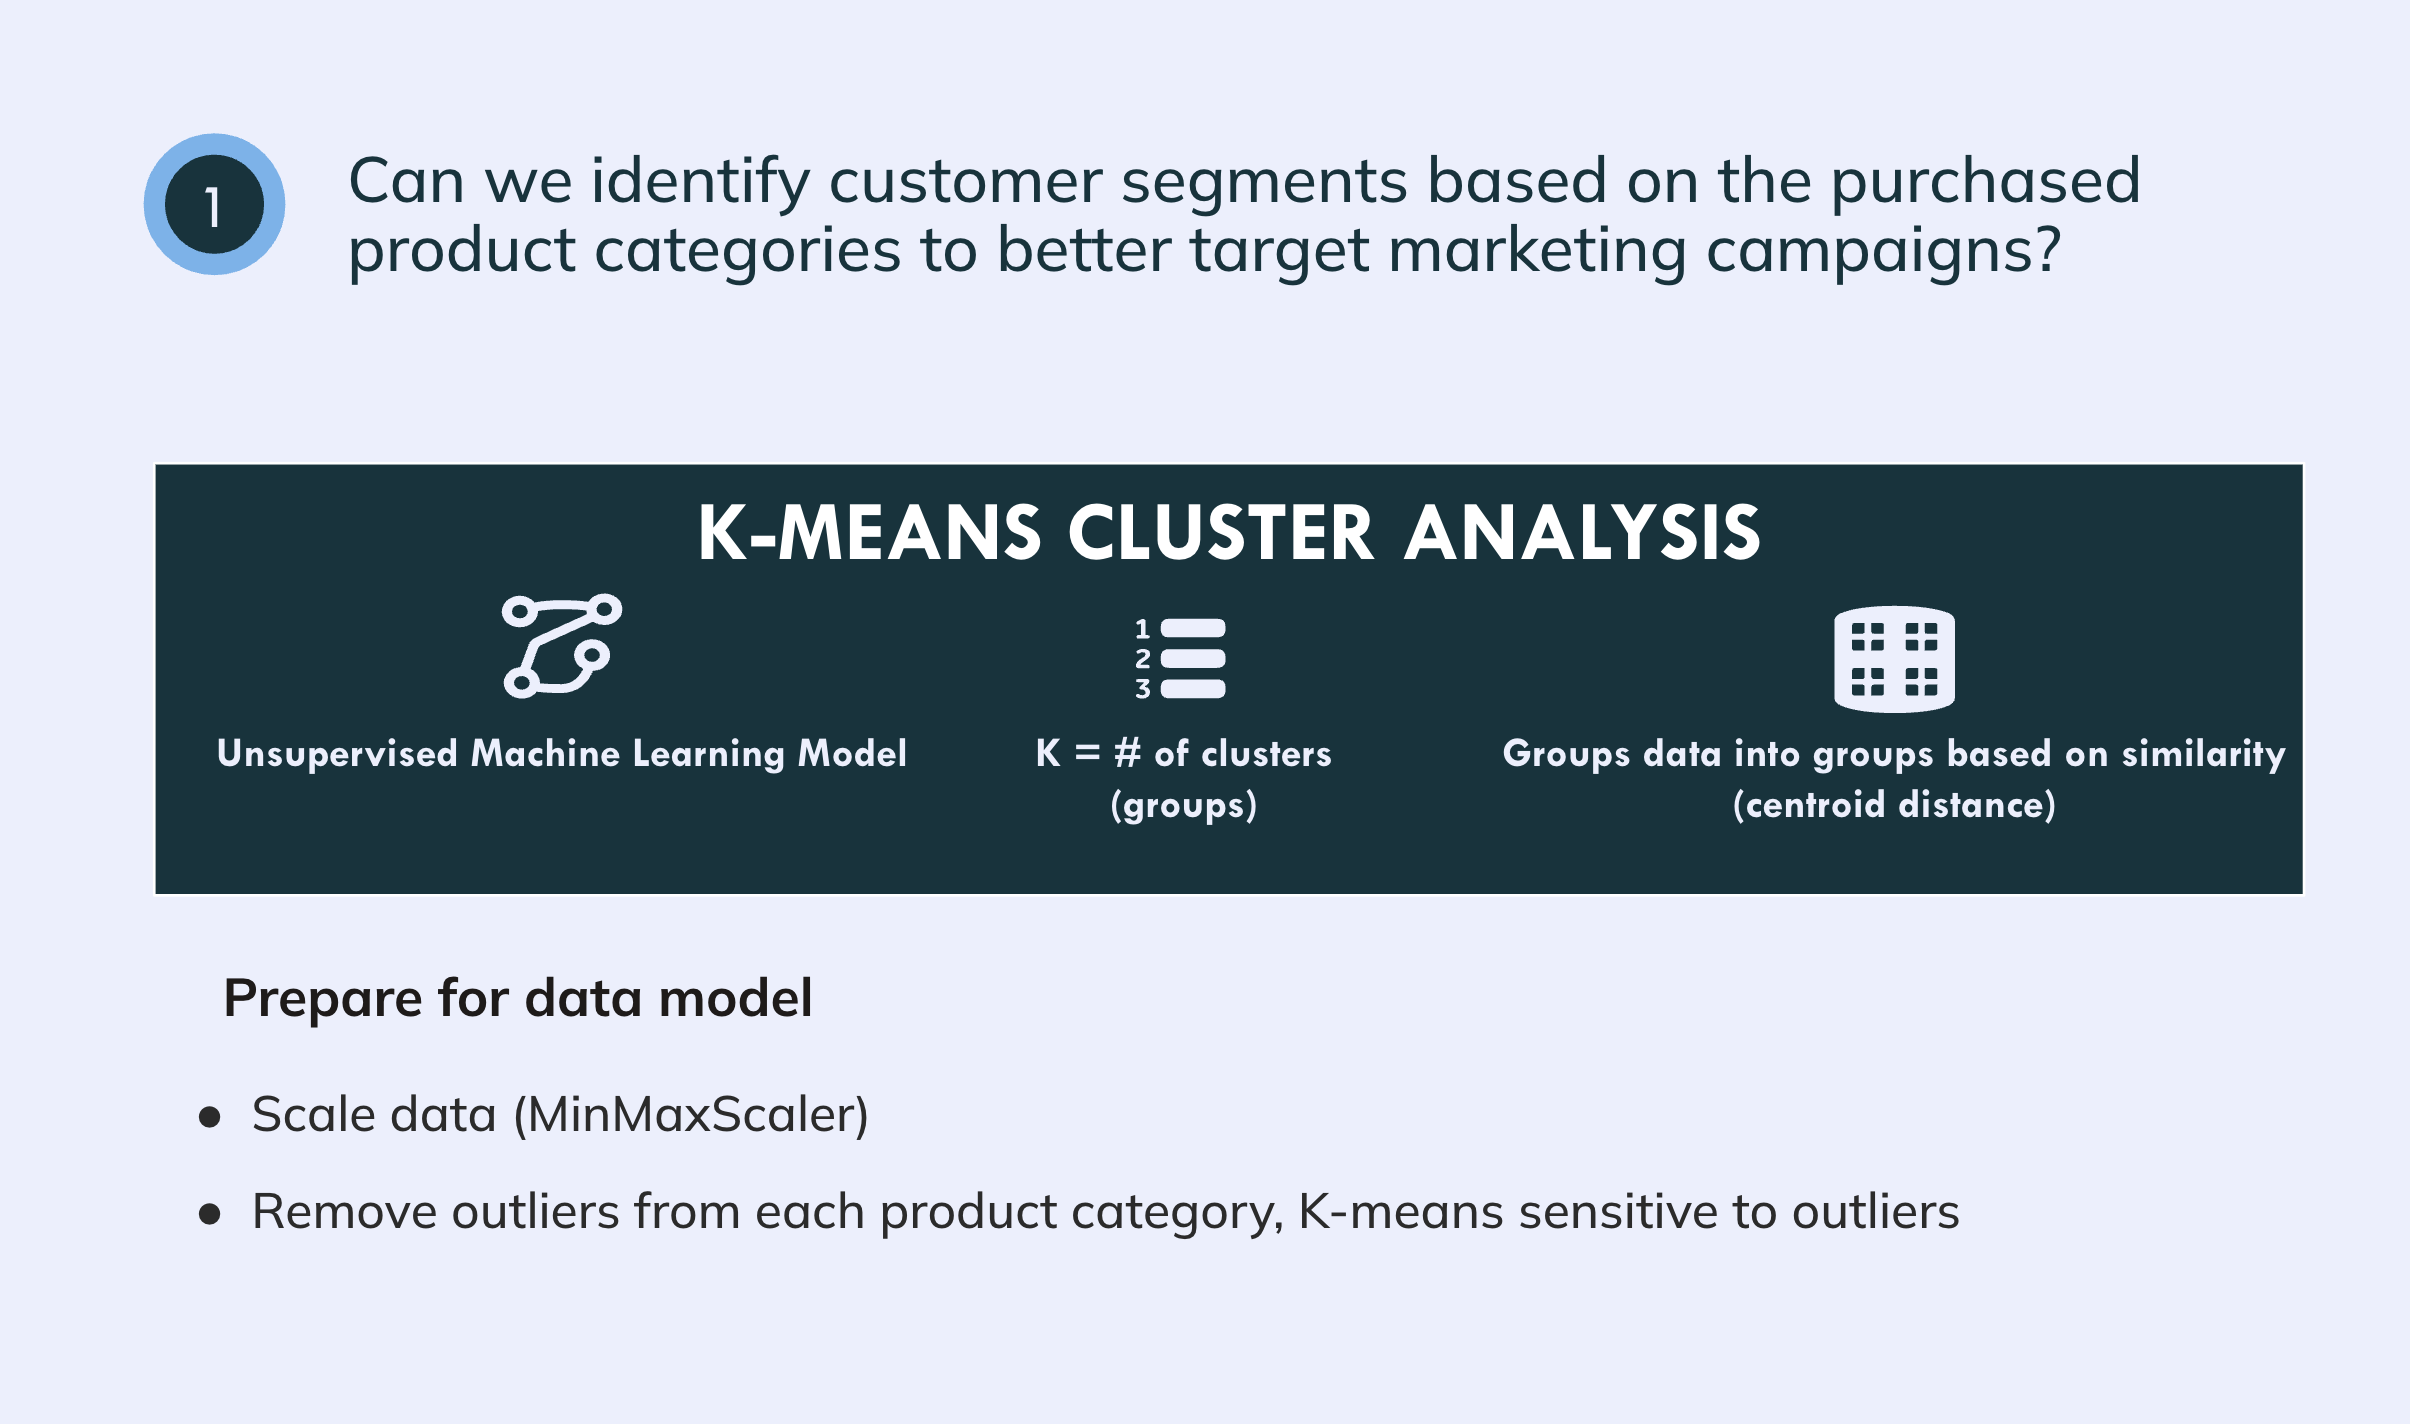 1
Can we identify customer segments based on the purchased
product categories to better target marketing campaigns?
K-MEANS CLUSTER ANALYSIS
1
2
3
Unsupervised Machine Learning Model
K = # of clusters
(groups)
Groups data into groups based on similarity
(centroid distance)
Prepare for data model
● Scale data (MinMaxScaler)
● Remove outliers from each product category, K-means sensitive to outliers